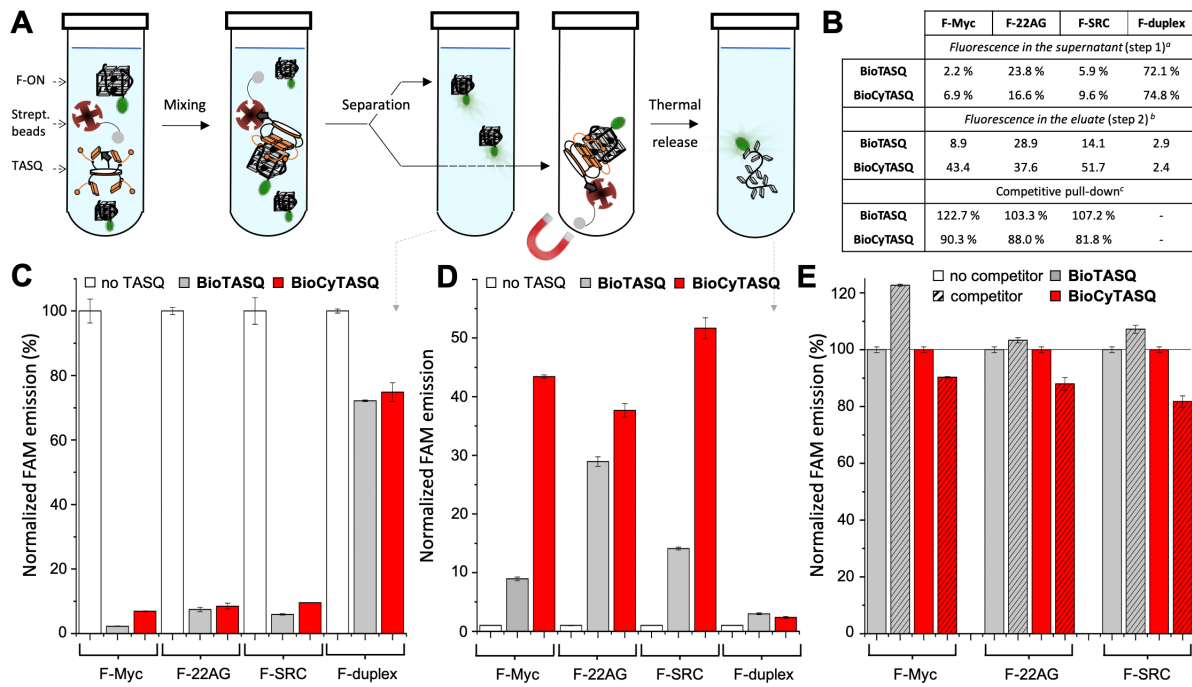 A
F-ON
Strept.
beads
TASQ
Mixing
Separation
Thermal
release
B
F-Myc F-22AG F-SRC F-duplex
Fluorescence in the supernatant (step 1)a
BioTASQ 2.2 % 23.8 % 5.9 % 72.1 %
BioCyTASQ 6.9 % 16.6 % 9.6 % 74.8 %
Fluorescence in the eluate (step 2) b
BioTASQ 8.9 28.9 14.1 2.9
BioCyTASQ 43.4 37.6 51.7 2.4
Competitive pull-downc
BioTASQ 122.7 % 103.3 % 107.2 % -
BioCyTASQ 90.3 % 88.0 % 81.8 % -
C
no TASQ BioTASQ BioCyTASQ
Normalized FAM emission (%)
100
80
60
40
20
0
F-Myc F-22AG F-SRC F-duplex
D
no TASQ BioTASQ BioCyTASQ
Normalized FAM emission
50
40
30
20
10
0
F-Myc F-22AG F-SRC F-duplex
E
no competitor BioTASQ
competitor BioCyTASQ
Normalized FAM emission (%)
120
100
80
60
40
20
0
F-Myc F-22AG F-SRC